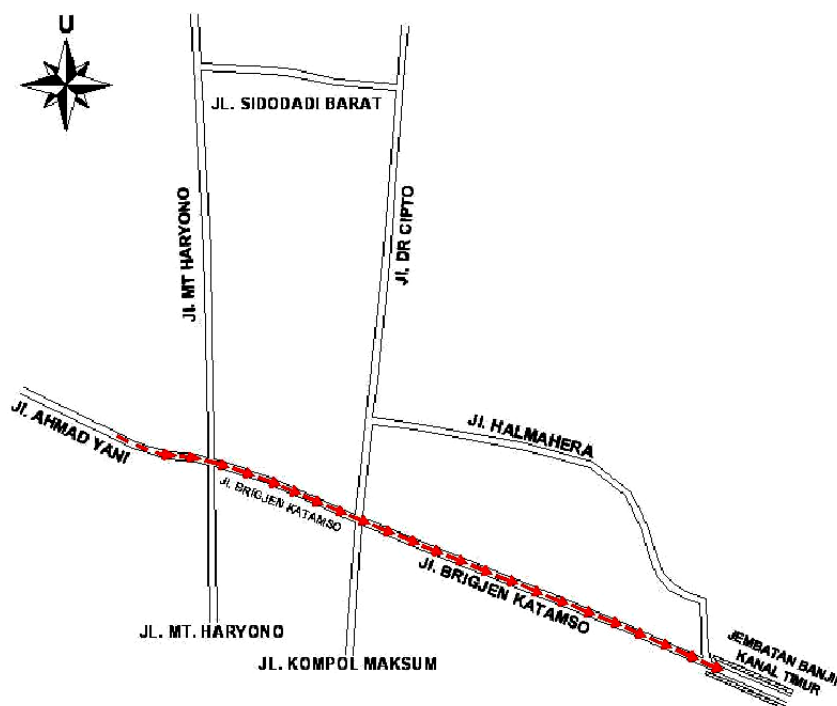 U
JL. SIDODADI BARAT
Jl. MT HARYONO
Jl. DR CIPTO
Jl. AHMAD YANI
Jl. HALMAHERA
Jl. BRIGJEN KATAMSO
Jl. BRIGJEN KATAMSO
JL. MT. HARYONO
JL. KOMPOL MAKSUM
JEMBATAN BANJI
KANAL TIMUR